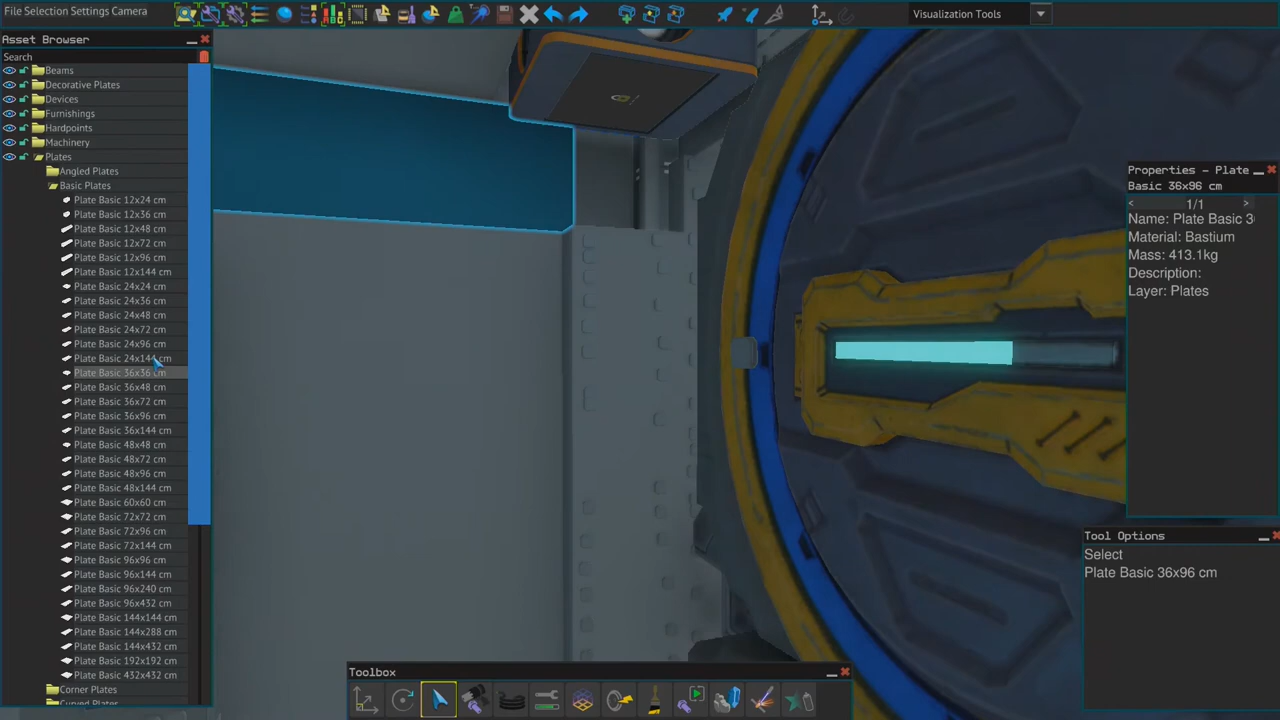 File Selection Settings Camera
Visualization Tools
Asset Browser
Search
Beams
Decorative Plates
Devices
Furnishings
Hardpoints
Machinery
Plates
Angled Plates
Basic Plates
Plate Basic 12x24 cm
Plate Basic 12x36 cm
Plate Basic 12x48 cm
Plate Basic 12x72 cm
Plate Basic 12x96 cm
Plate Basic 12x144 cm
Plate Basic 24x24 cm
Plate Basic 24x36 cm
Plate Basic 24x48 cm
Plate Basic 24x72 cm
Plate Basic 24x96 cm
Plate Basic 24x144 cm
Plate Basic 36x36 cm
Plate Basic 36x48 cm
Plate Basic 36x72 cm
Plate Basic 36x96 cm
Plate Basic 36x144 cm
Plate Basic 48x48 cm
Plate Basic 48x72 cm
Plate Basic 48x96 cm
Plate Basic 48x144 cm
Plate Basic 60x60 cm
Plate Basic 72x72 cm
Plate Basic 72x96 cm
Plate Basic 72x144 cm
Plate Basic 96x96 cm
Plate Basic 96x144 cm
Plate Basic 96x240 cm
Plate Basic 96x432 cm
Plate Basic 144x144 cm
Plate Basic 144x288 cm
Plate Basic 144x432 cm
Plate Basic 192x192 cm
Plate Basic 432x432 cm
Corner Plates
Curved Plates
Properties - Plate
Basic 36x96 cm
< 1/1 >
Name: Plate Basic 3
Material: Bastium
Mass: 413.1kg
Description:
Layer: Plates
Tool Options
Select
Plate Basic 36x96 cm
Toolbox